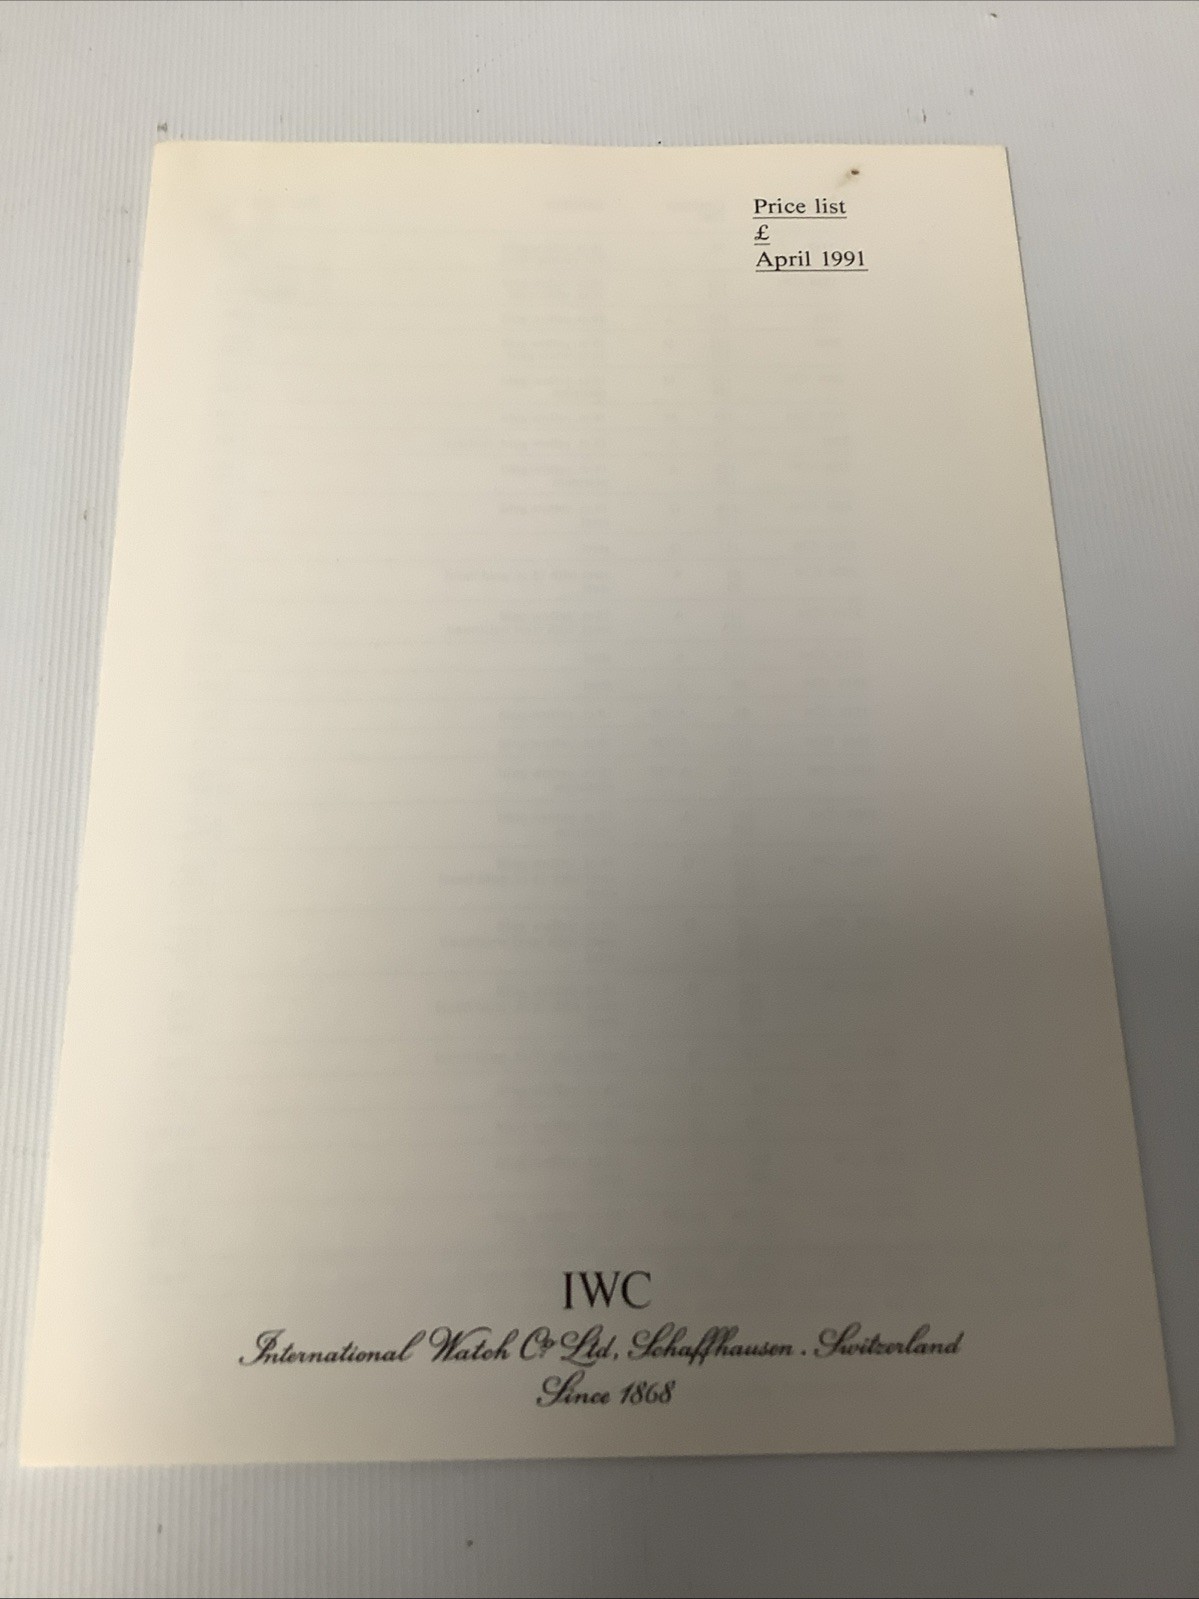 Price list
£
April 1991
IWC
International Watch Co. Ltd, Schaffhausen. Switzerland
Since 1868